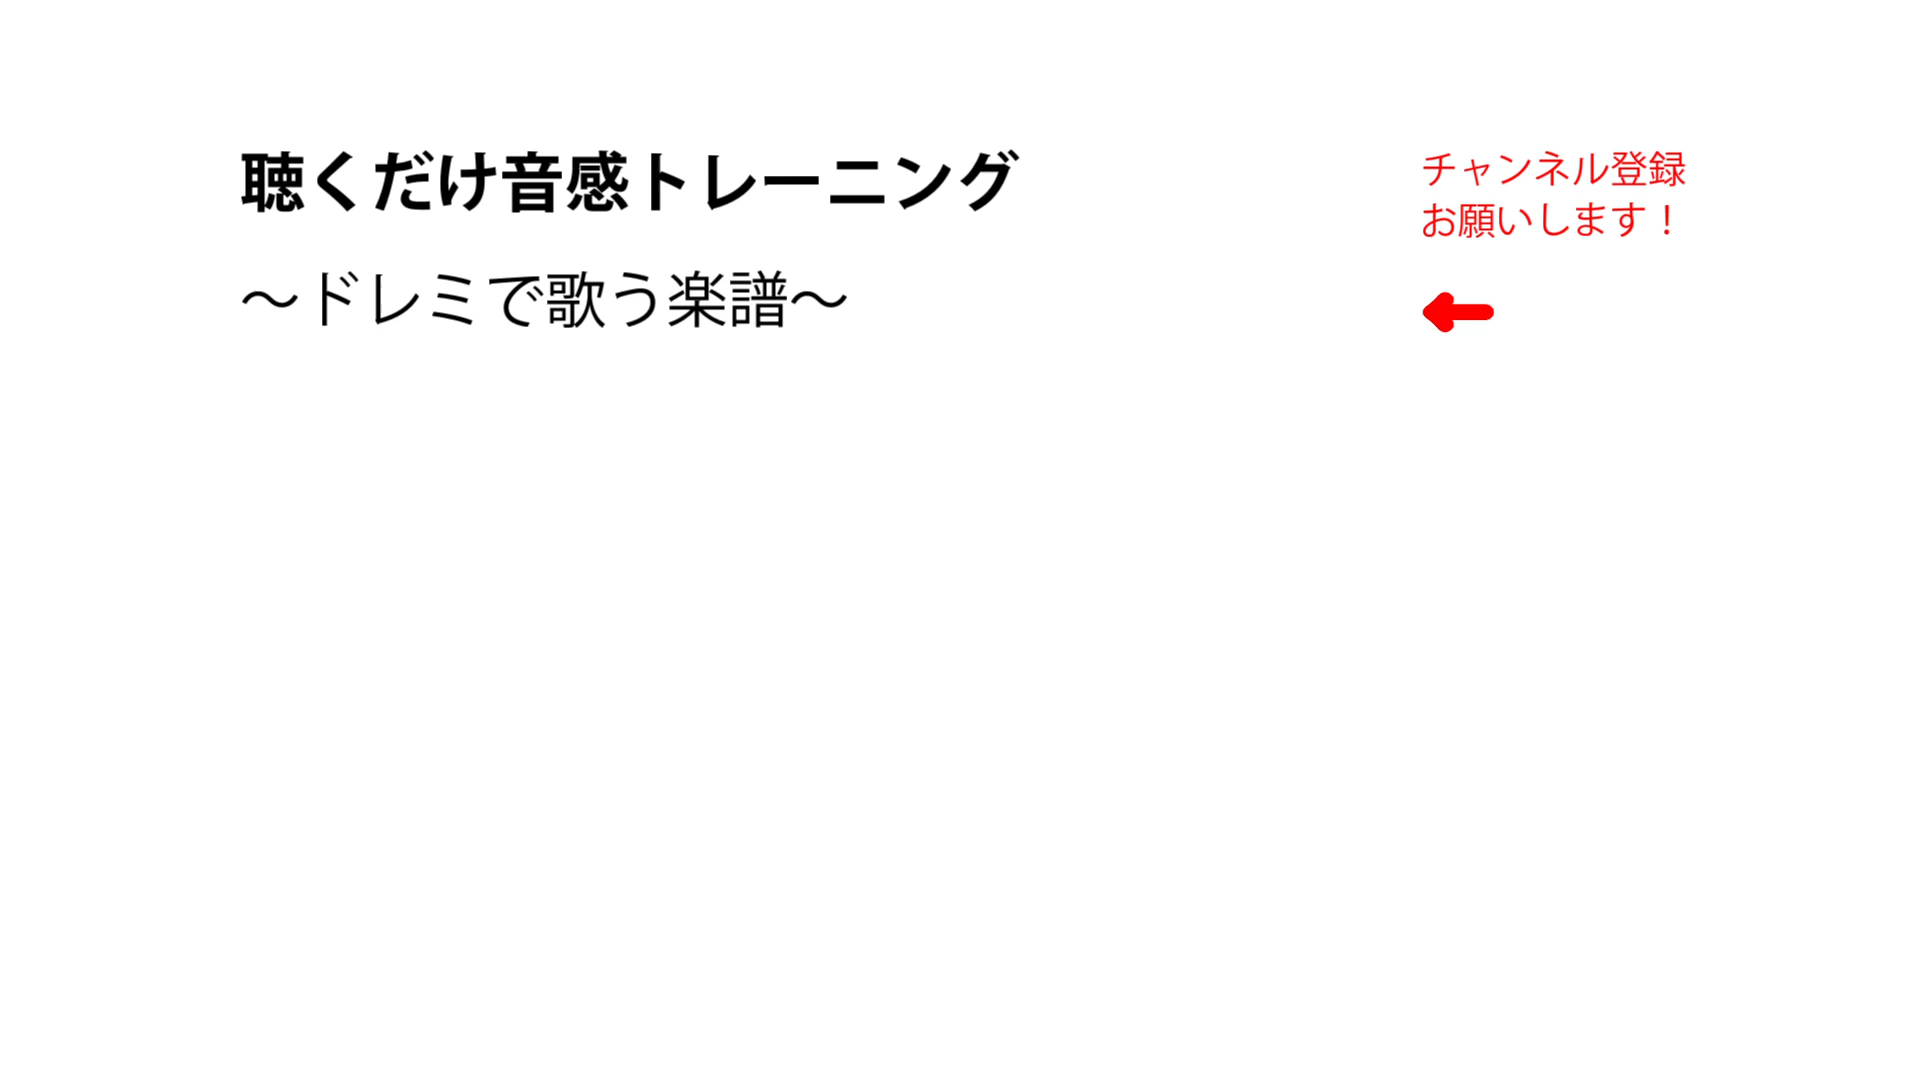 聴くだけ音感トレーニング
～ドレミで歌う楽譜～
チャンネル登録
お願いします！